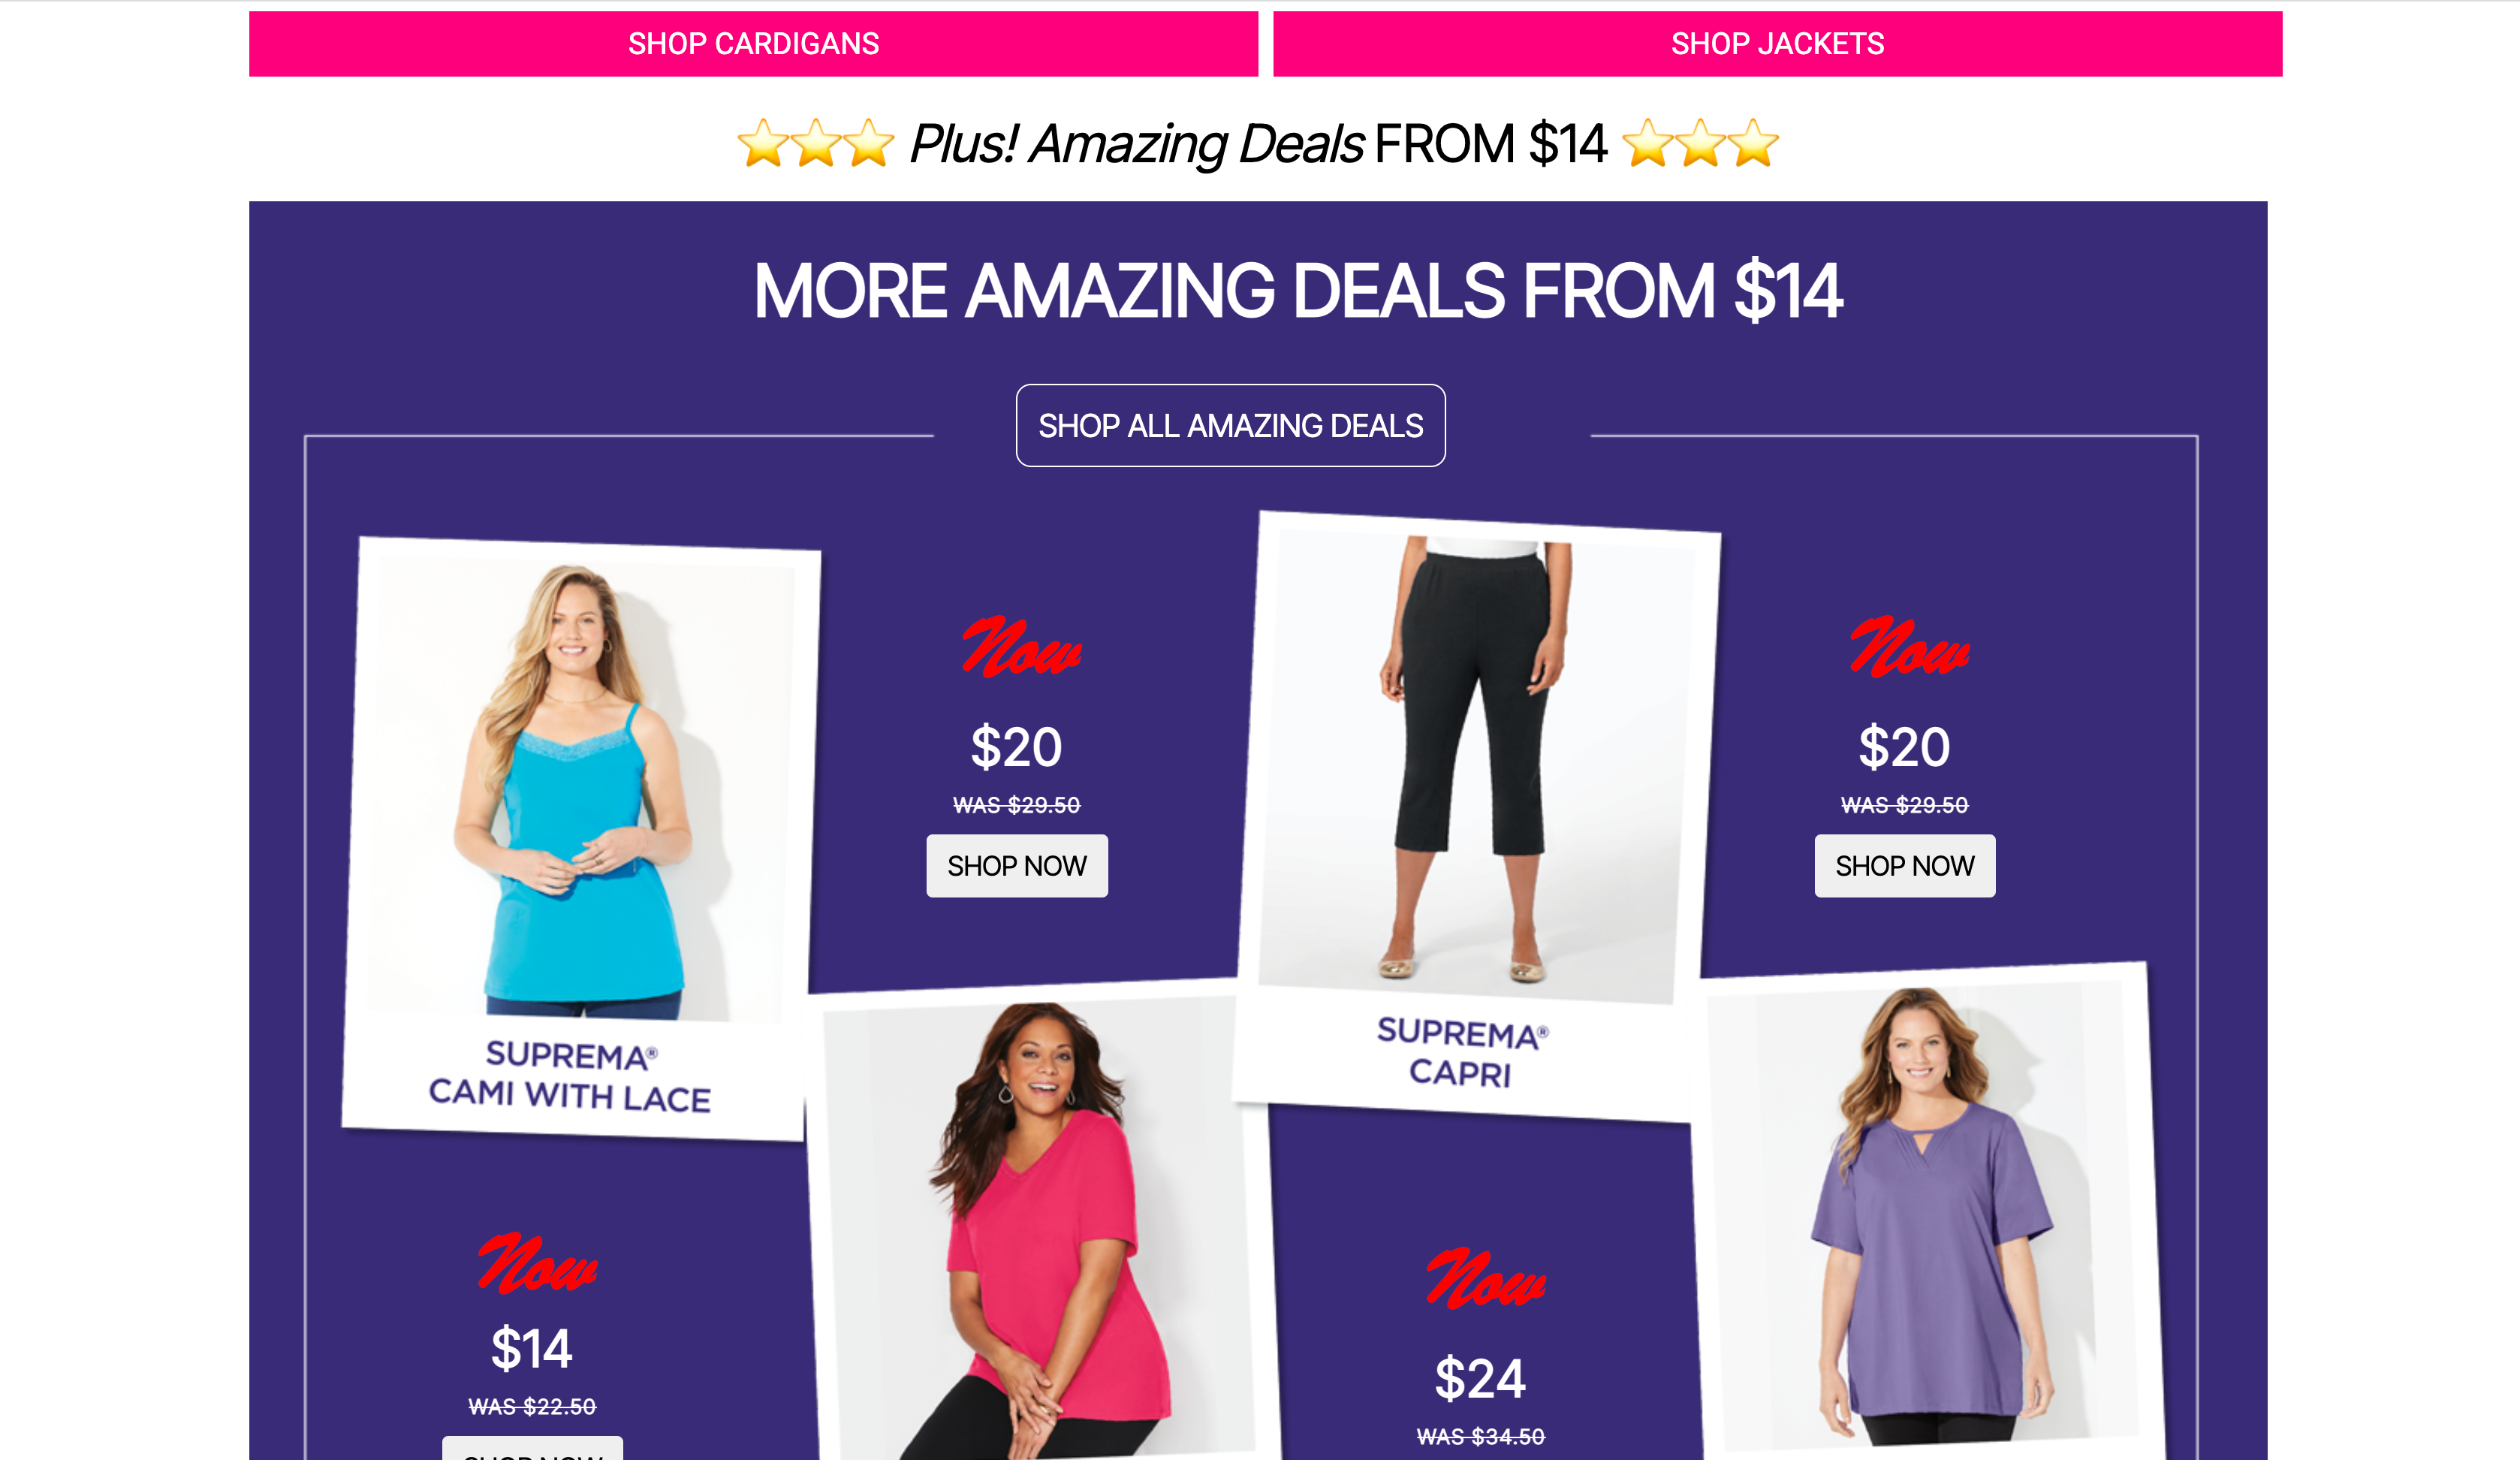 SHOP CARDIGANS
SHOP JACKETS
Plus! Amazing Deals FROM $14
MORE AMAZING DEALS FROM $14
SHOP ALL AMAZING DEALS
Now
$20
WAS $29.50
SHOP NOW
Now
$20
WAS $29.50
SHOP NOW
SUPREMA®
CAMI WITH LACE
SUPREMA®
CAPRI
Now
$14
WAS $22.50
SHOP NOW
Now
$24
WAS $34.50